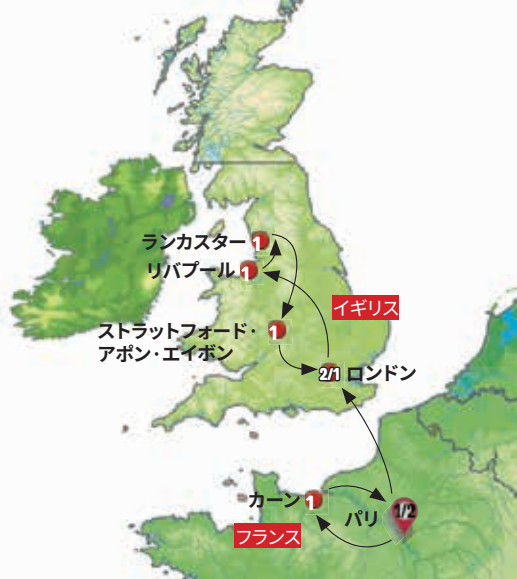 ランカスター 1
リバプール 1
イギリス
ストラットフォード・ 1
アポン・エイボン
2/1 ロンドン
カーン 1
パリ 1/2
フランス